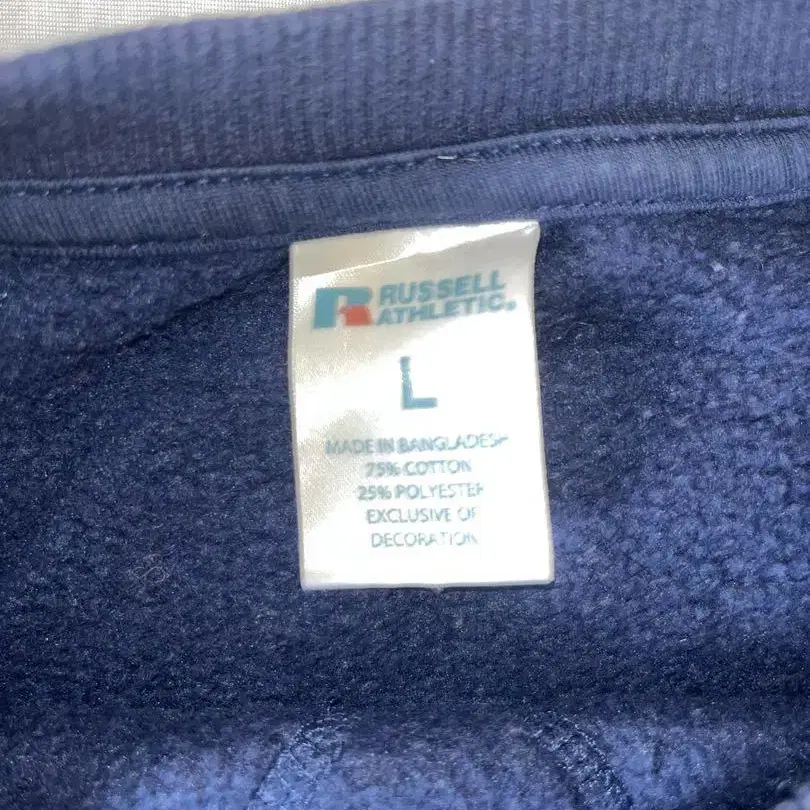 RUSSELL
ATHLETIC®
L
MADE IN BANGLADESH
75% COTTON
25% POLYESTER
EXCLUSIVE OF
DECORATION